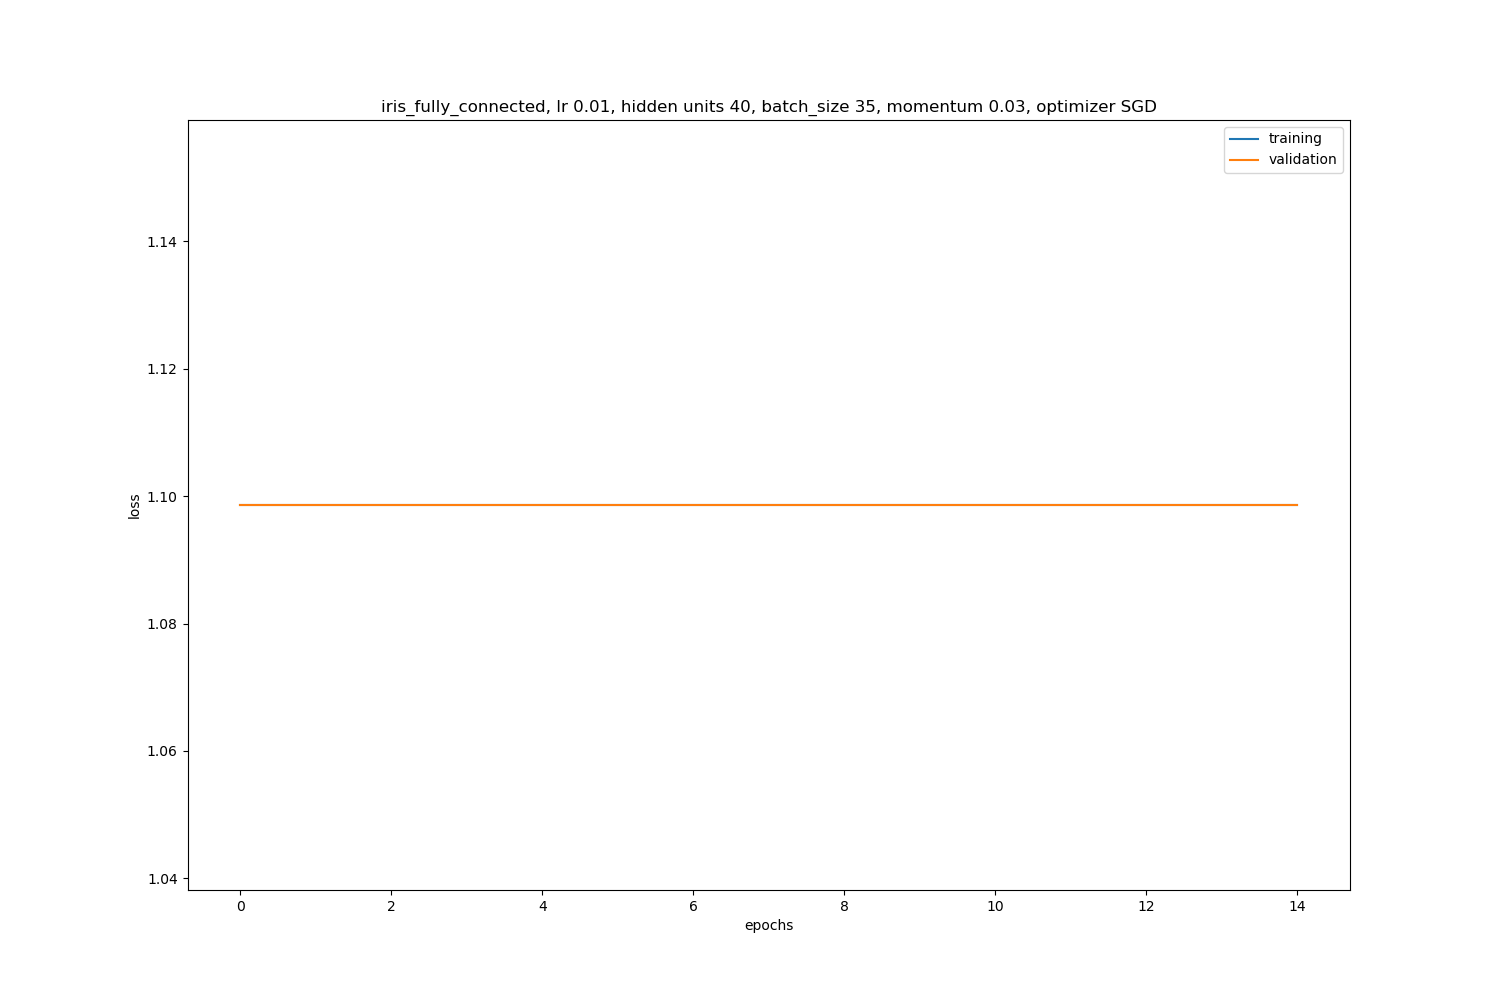 iris_fully_connected, lr 0.01, hidden units 40, batch_size 35, momentum 0.03, optimizer SGD
training
validation
1.14
1.12
1.10
1.08
1.06
1.04
loss
0 2 4 6 8 10 12 14
epochs